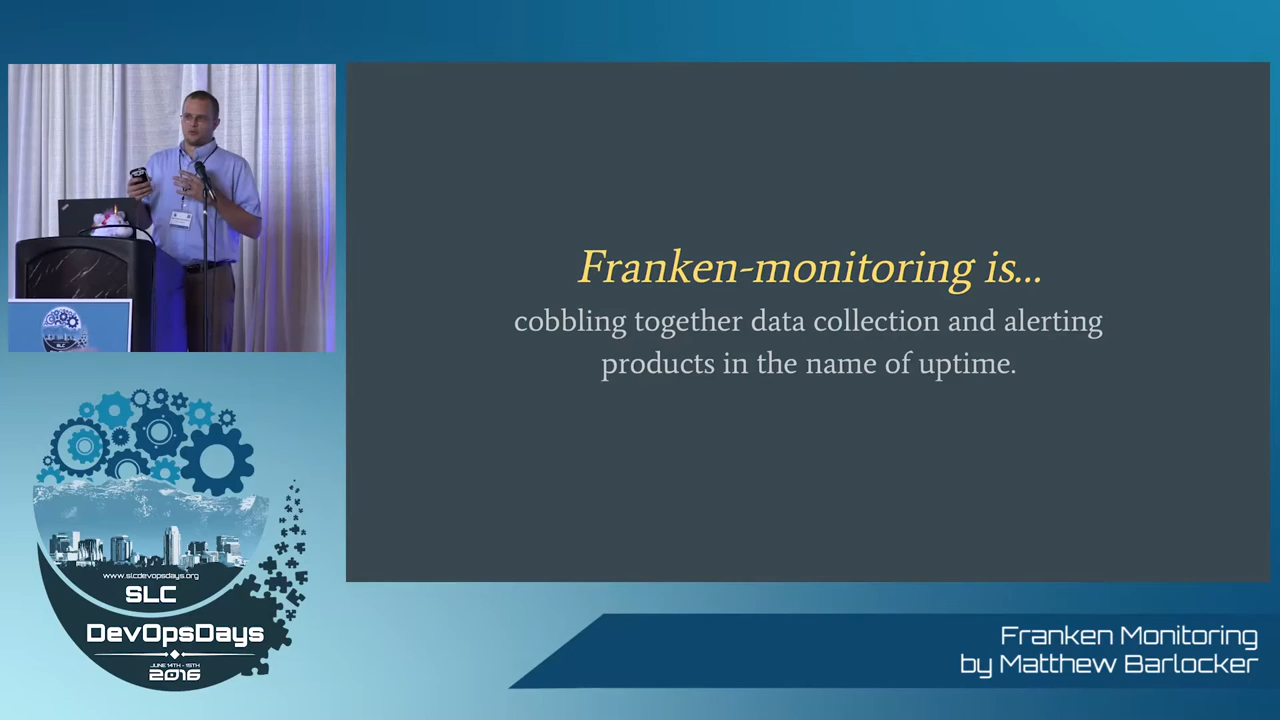 Franken-monitoring is...
cobbling together data collection and alerting
products in the name of uptime.
www.slcdevopsdays.org
SLC
DevOpsDays
JUNE 14TH - 15TH
2016
Franken Monitoring
by Matthew Barlocker
SLC